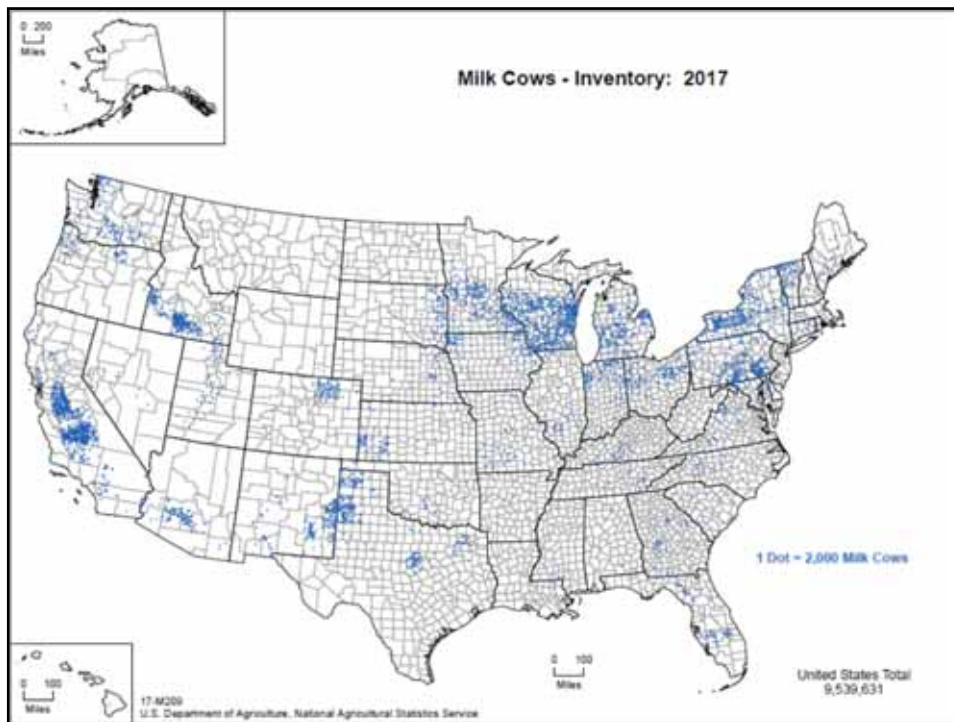 0 200
Miles
Milk Cows - Inventory: 2017
1 Dot = 2,000 Milk Cows
0 100
Miles
0 100
Miles
United States Total
9,539,631
17-M209
U.S. Department of Agriculture, National Agricultural Statistics Service